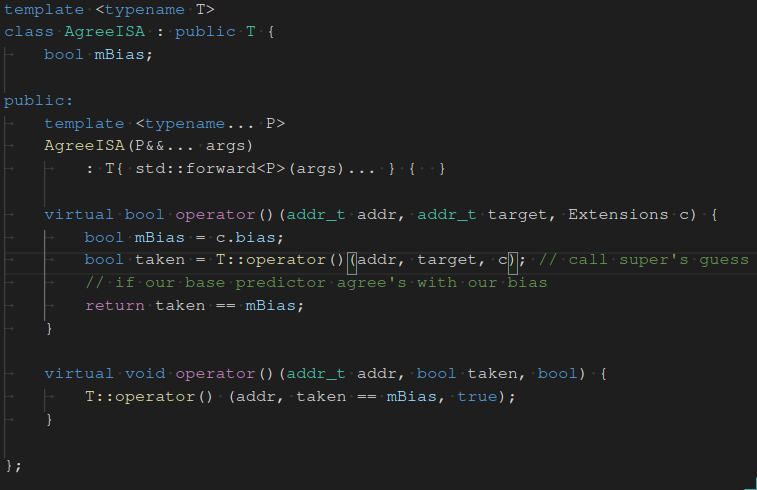 template <typename T>
class AgreeISA : public T {
bool mBias;
public:
template <typename... P>
AgreeISA(P&&... args)
: T{ std::forward<P>(args)... } {  }
virtual bool operator()(addr_t addr, addr_t target, Extensions c) {
bool mBias = c.bias;
bool taken = T::operator()(addr, target, c); // call super's guess
// if our base predictor agree's with our bias
return taken == mBias;
}
virtual void operator()(addr_t addr, bool taken, bool) {
T::operator() (addr, taken == mBias, true);
}
};